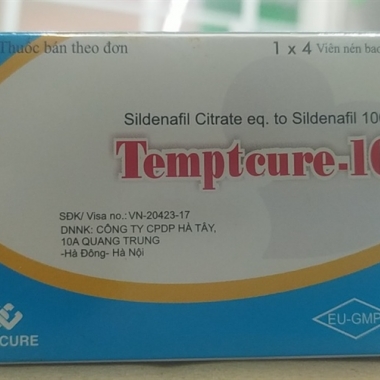 Thuốc bán theo đơn
1 x 4 Viên nén bao
Sildenafil Citrate eq. to Sildenafil 100
Temptcure-10
SĐK/ Visa no.: VN-20423-17
DNNK: CÔNG TY CPDP HÀ TÂY,
10A QUANG TRUNG
-Hà Đông- Hà Nội
CURE
EU-GMP